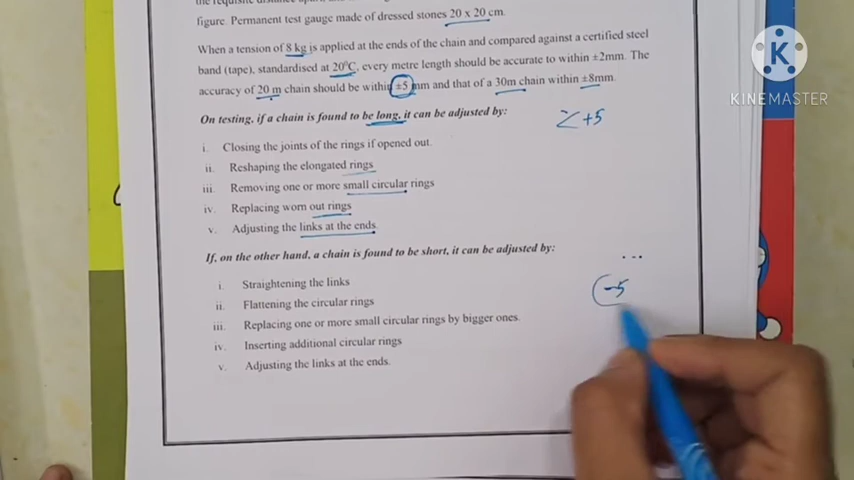 figure. Permanent test gauge made of dressed stones 20 x 20 cm.
When a tension of 8 kg is applied at the ends of the chain and compared against a certified steel
band (tape), standardised at 20⁰C, every metre length should be accurate to within ±2mm. The
accuracy of 20 m chain should be within ±5 mm and that of a 30m chain within ±8mm.
On testing, if a chain is found to be long, it can be adjusted by:
+5
i. Closing the joints of the rings if opened out.
ii. Reshaping the elongated rings
iii. Removing one or more small circular rings
iv. Replacing worn out rings
v. Adjusting the links at the ends.
If, on the other hand, a chain is found to be short, it can be adjusted by:
...
i. Straightening the links
-5
ii. Flattening the circular rings
iii. Replacing one or more small circular rings by bigger ones.
iv. Inserting additional circular rings
v. Adjusting the links at the ends.
K
KINEMASTER